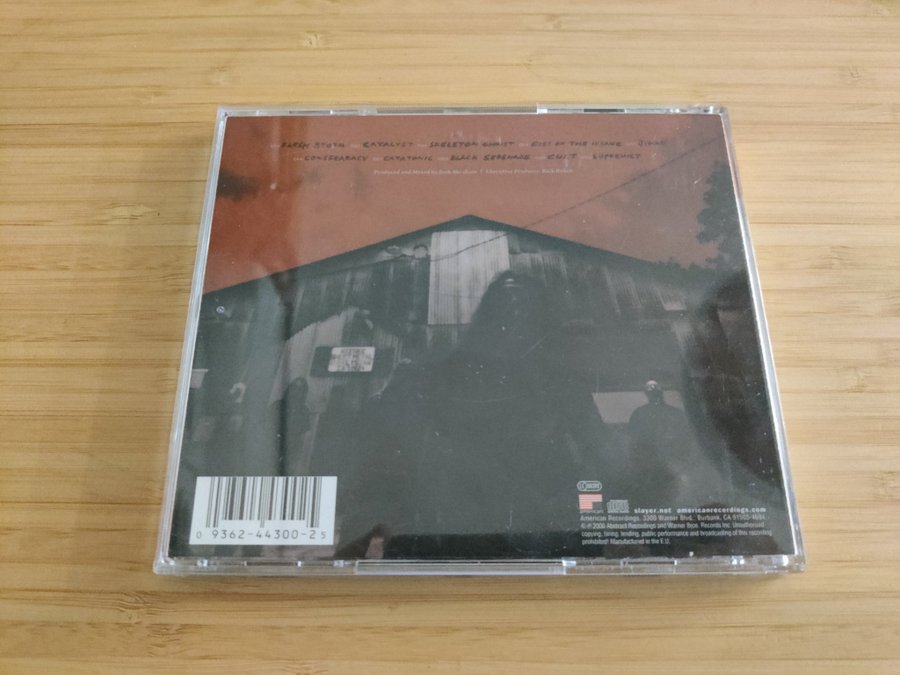 FLESH STORM CATALYST SKELETON CHRIST EYES OF THE INSANE JIHAD
CONSFEARACY CATATONIC BLACK SERENADE CULT SUPREMIST
Produced and Mixed by Josh Abraham / Executive Producer: Rick Rubin
0 9362-44300-2 5
slayer.net americanrecordings.com
American Recordings. 3300 Warner Blvd., Burbank, CA 91505-4694.
℗ © 2006 Abstract Recordings and Warner Bros. Records Inc. Unauthorised
copying, hiring, lending, public performance and broadcasting of this recording
prohibited! Manufactured in the E.U.